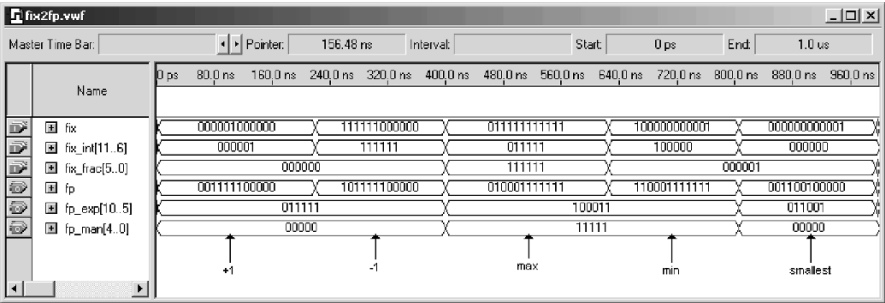 fix2fp.vwf
Master Time Bar: Pointer: 156.48 ns Interval: Start: 0 ps End: 1.0 us
Name
0 ps 80.0 ns 160.0 ns 240.0 ns 320.0 ns 400.0 ns 480.0 ns 560.0 ns 640.0 ns 720.0 ns 800.0 ns 880.0 ns 960.0 ns
fix 000001000000 111111000000 011111111111 100000000001 000000000001
fix_int[11..6] 000001 111111 011111 100000 000000
fix_frac[5..0] 000000 111111 000001
fp 001111100000 101111100000 010001111111 110001111111 001100100000
fp_exp[10..5] 011111 100011 011001
fp_man[4..0] 00000 11111 00000
+1 -1 max min smallest